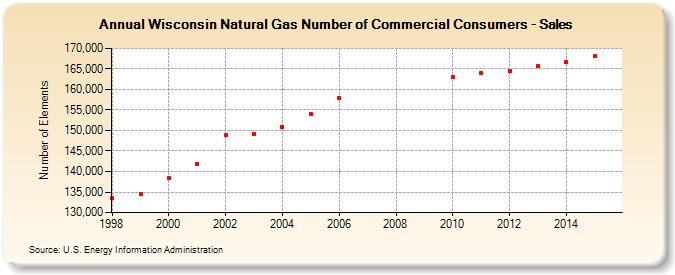 Annual Wisconsin Natural Gas Number of Commercial Consumers - Sales
Number of Elements
170,000
165,000
160,000
155,000
150,000
145,000
140,000
135,000
130,000
1998 2000 2002 2004 2006 2008 2010 2012 2014
Source: U.S. Energy Information Administration